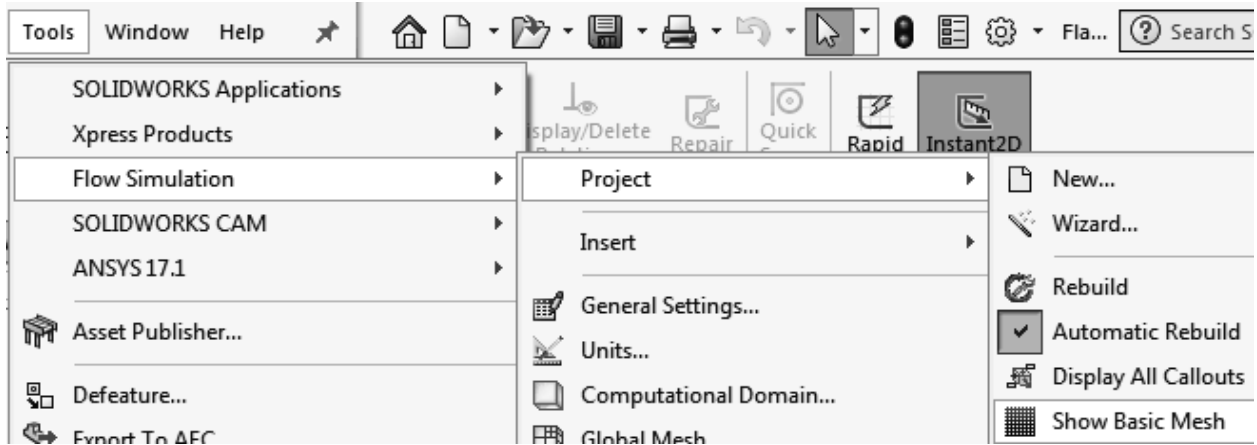 Tools Window Help Fla... Search S
SOLIDWORKS Applications
Xpress Products
Flow Simulation
SOLIDWORKS CAM
ANSYS 17.1
Asset Publisher...
Defeature...
Export To AEC
splay/Delete
Repair
Quick
Rapid
Instant2D
Project
Insert
General Settings...
Units...
Computational Domain...
Global Mesh
New...
Wizard...
Rebuild
Automatic Rebuild
Display All Callouts
Show Basic Mesh